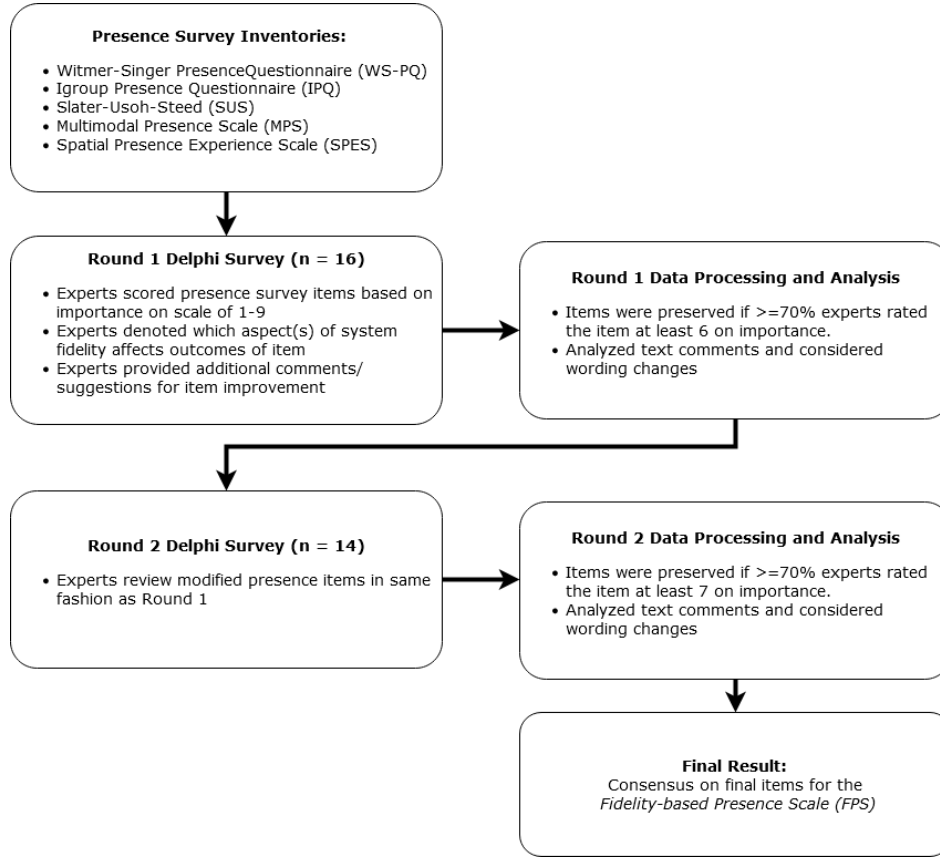 Presence Survey Inventories:
• Witmer-Singer PresenceQuestionnaire (WS-PQ)
• Igroup Presence Questionnaire (IPQ)
• Slater-Usoh-Steed (SUS)
• Multimodal Presence Scale (MPS)
• Spatial Presence Experience Scale (SPES)
Round 1 Delphi Survey (n = 16)
• Experts scored presence survey items based on
importance on scale of 1-9
• Experts denoted which aspect(s) of system
fidelity affects outcomes of item
• Experts provided additional comments/
suggestions for item improvement
Round 1 Data Processing and Analysis
• Items were preserved if >=70% experts rated
the item at least 6 on importance.
• Analyzed text comments and considered
wording changes
Round 2 Delphi Survey (n = 14)
• Experts review modified presence items in same
fashion as Round 1
Round 2 Data Processing and Analysis
• Items were preserved if >=70% experts rated
the item at least 7 on importance.
• Analyzed text comments and considered
wording changes
Final Result:
Consensus on final items for the
Fidelity-based Presence Scale (FPS)